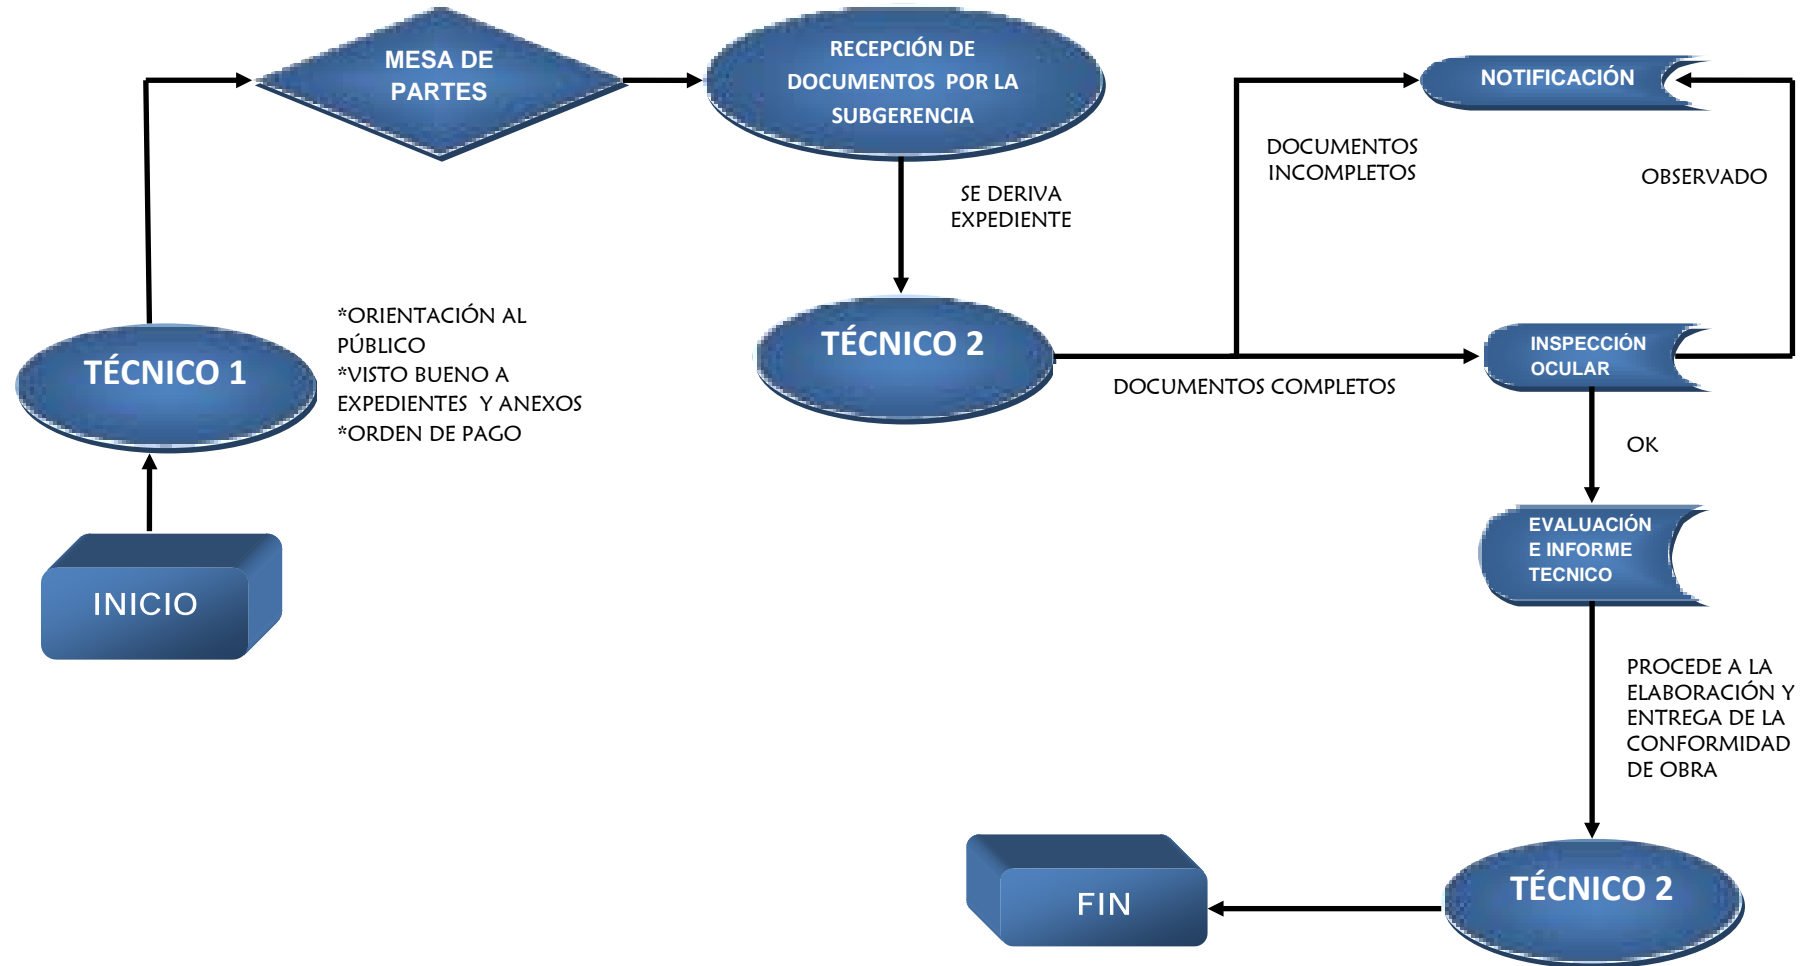 MESA DE
PARTES
RECEPCIÓN DE
DOCUMENTOS POR LA
SUBGERENCIA
NOTIFICACIÓN
DOCUMENTOS
INCOMPLETOS
OBSERVADO
SE DERIVA
EXPEDIENTE
TÉCNICO 1
*ORIENTACIÓN AL
PÚBLICO
*VISTO BUENO A
EXPEDIENTES Y ANEXOS
*ORDEN DE PAGO
TÉCNICO 2
DOCUMENTOS COMPLETOS
INSPECCIÓN
OCULAR
OK
EVALUACIÓN
E INFORME
TECNICO
INICIO
PROCEDE A LA
ELABORACIÓN Y
ENTREGA DE LA
CONFORMIDAD
DE OBRA
TÉCNICO 2
FIN